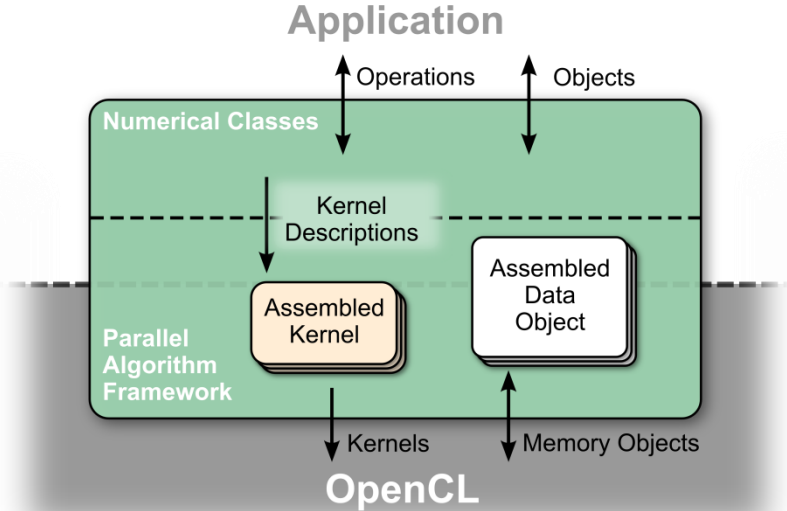 Application
Operations
Objects
Numerical Classes
Kernel
Descriptions
Assembled
Data
Object
Assembled
Kernel
Parallel
Algorithm
Framework
Kernels
Memory Objects
OpenCL